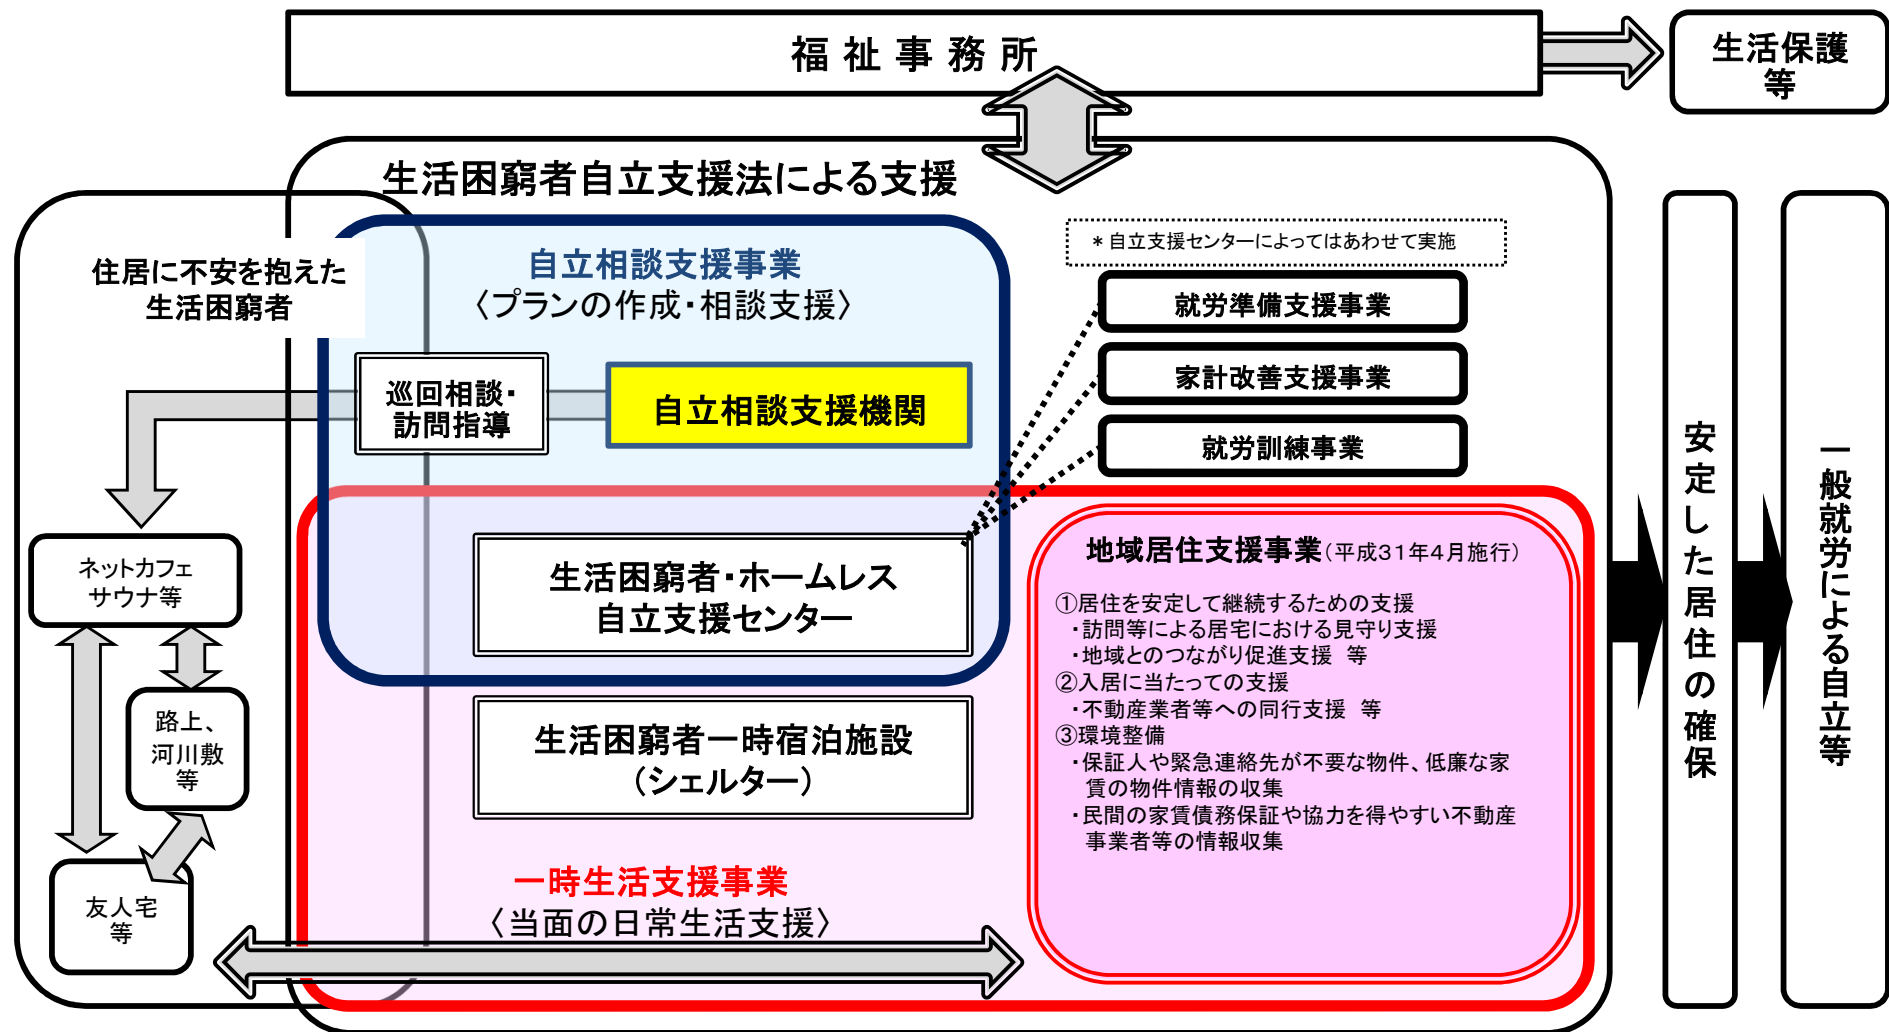 福祉事務所
生活保護
等
生活困窮者自立支援法による支援
住居に不安を抱えた
生活困窮者
自立相談支援事業
〈プランの作成・相談支援〉
＊自立支援センターによってはあわせて実施
就労準備支援事業
家計改善支援事業
就労訓練事業
巡回相談・
訪問指導
自立相談支援機関
ネットカフェ
サウナ等
路上、
河川敷
等
友人宅
等
生活困窮者・ホームレス
自立支援センター
生活困窮者一時宿泊施設
（シェルター）
一時生活支援事業
〈当面の日常生活支援〉
地域居住支援事業（平成３１年４月施行）
①居住を安定して継続するための支援
・訪問等による居宅における見守り支援
・地域とのつながり促進支援　等
②入居に当たっての支援
・不動産業者等への同行支援　等
③環境整備
・保証人や緊急連絡先が不要な物件、低廉な家
賃の物件情報の収集
・民間の家賃債務保証や協力を得やすい不動産
事業者等の情報収集
安定した居住の確保
一般就労による自立等